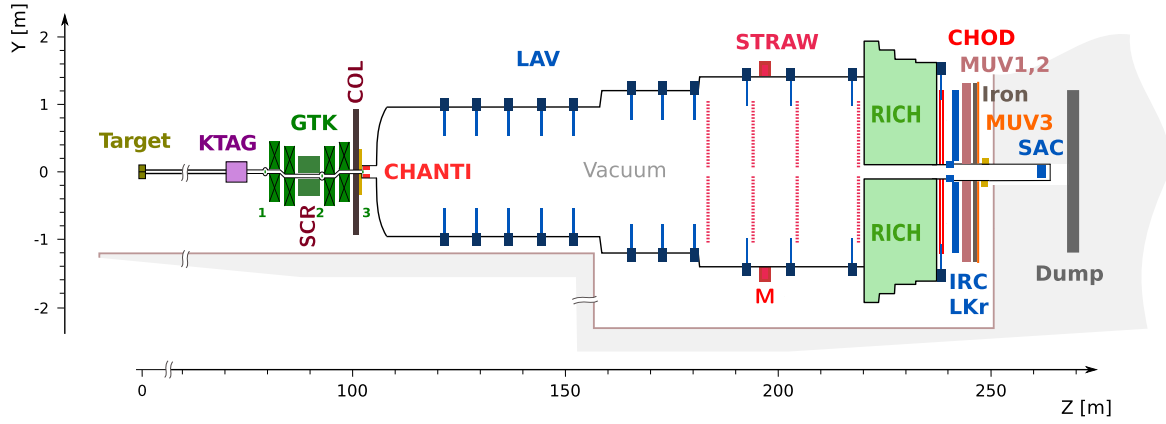 Y [m]
2
1
0
-1
-2
Target
KTAG
GTK
COL
SCR
1
2
3
CHANTI
LAV
Vacuum
STRAW
M
RICH
RICH
CHOD
MUV1,2
Iron
MUV3
SAC
IRC
LKr
Dump
0
100
150
200
250
Z [m]